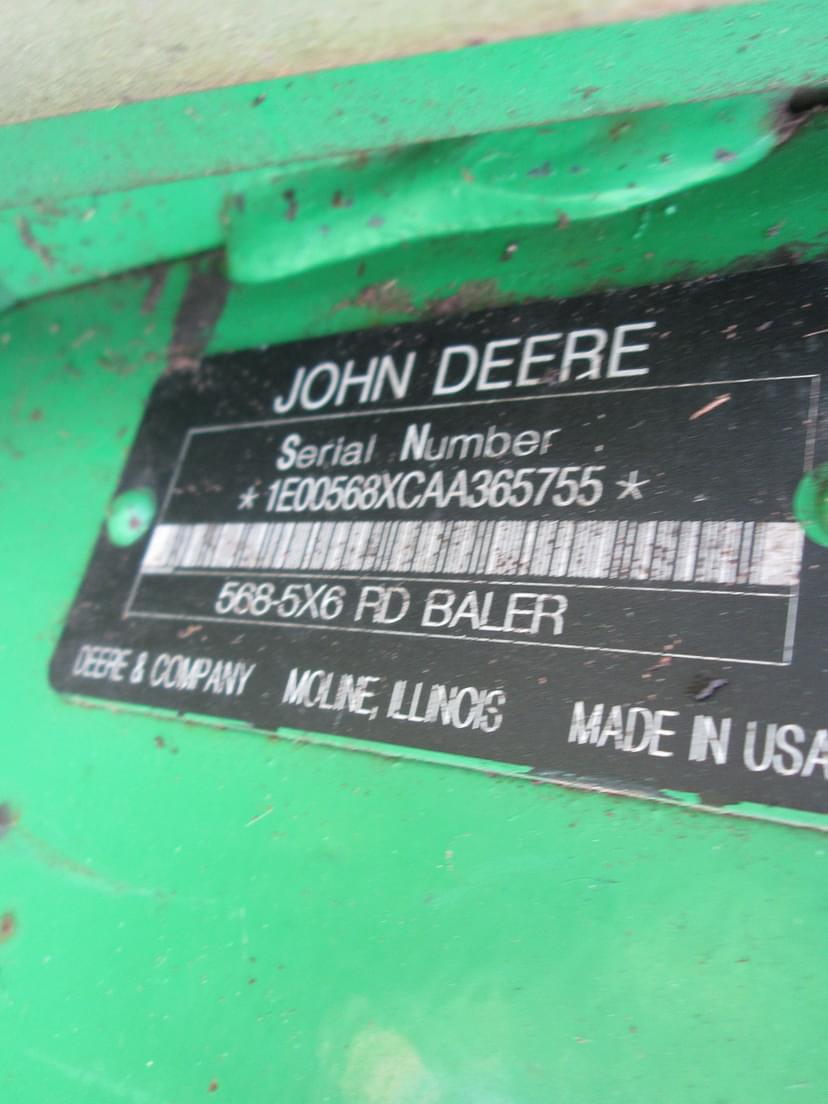 JOHN DEERE
Serial Number
*1E00568XCAA365755*
568-5X6 RD BALER
DEERE & COMPANY MOLINE, ILLINOIS MADE IN USA